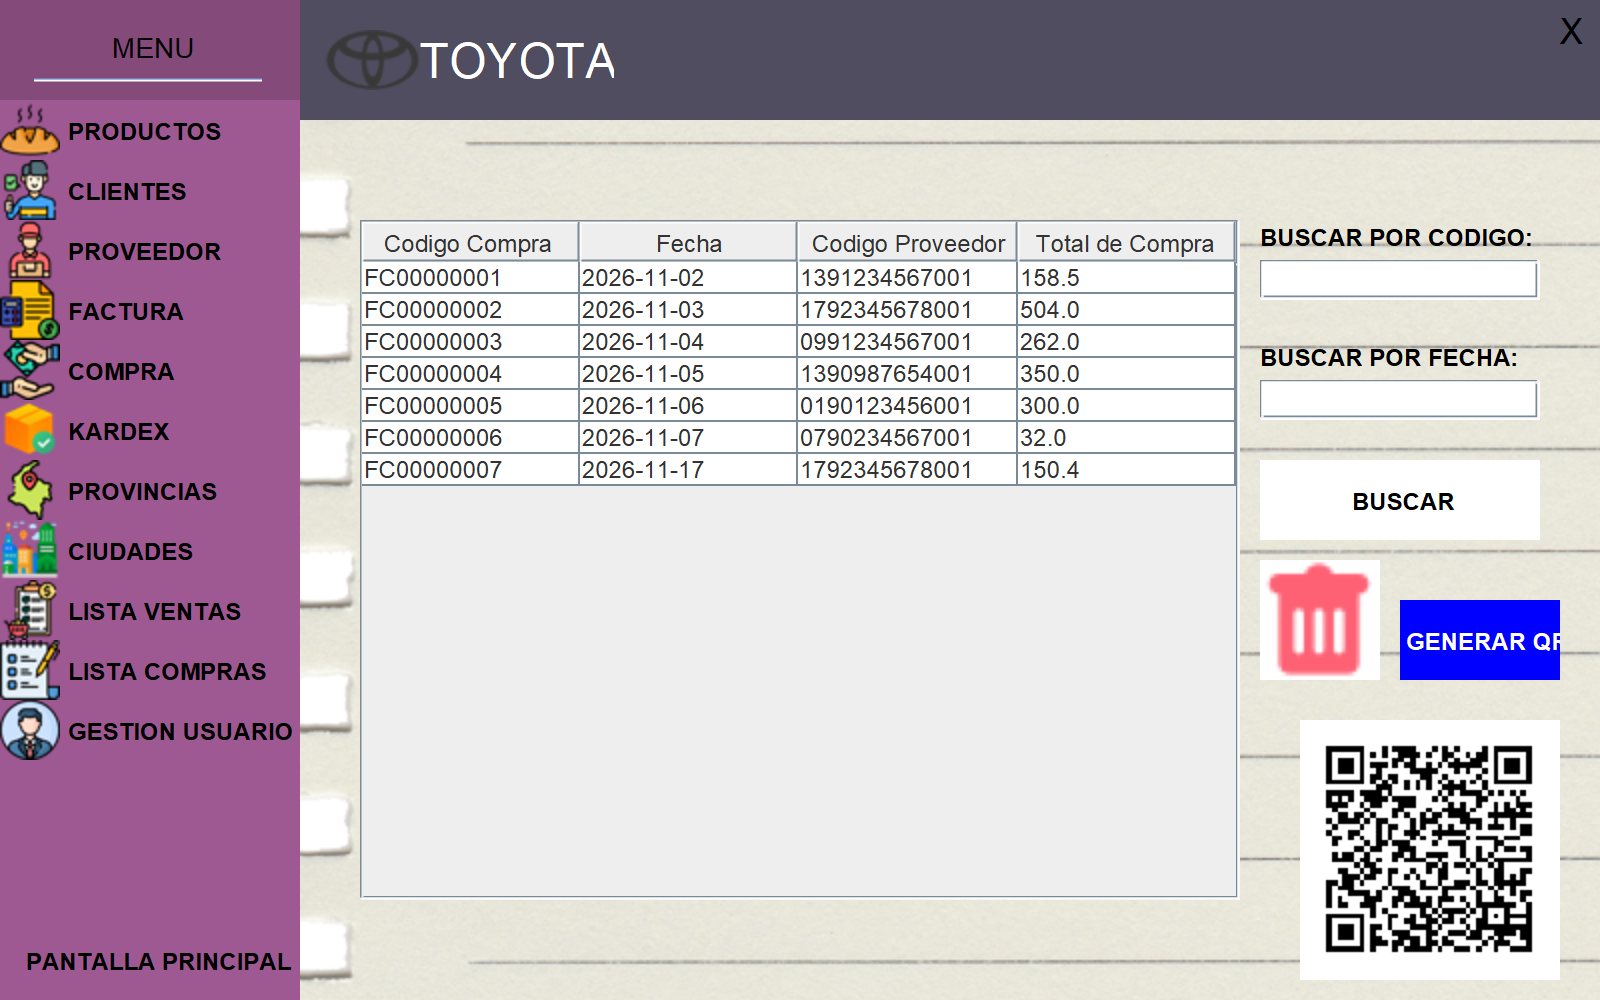 MENU
TOYOTA
X
PRODUCTOS
CLIENTES
PROVEEDOR
FACTURA
COMPRA
KARDEX
PROVINCIAS
CIUDADES
LISTA VENTAS
LISTA COMPRAS
GESTION USUARIO
PANTALLA PRINCIPAL
Codigo Compra Fecha Codigo Proveedor Total de Compra
FC00000001 2026-11-02 1391234567001 158.5
FC00000002 2026-11-03 1792345678001 504.0
FC00000003 2026-11-04 0991234567001 262.0
FC00000004 2026-11-05 1390987654001 350.0
FC00000005 2026-11-06 0190123456001 300.0
FC00000006 2026-11-07 0790234567001 32.0
FC00000007 2026-11-17 1792345678001 150.4
BUSCAR POR CODIGO:
BUSCAR POR FECHA:
BUSCAR
GENERAR QR